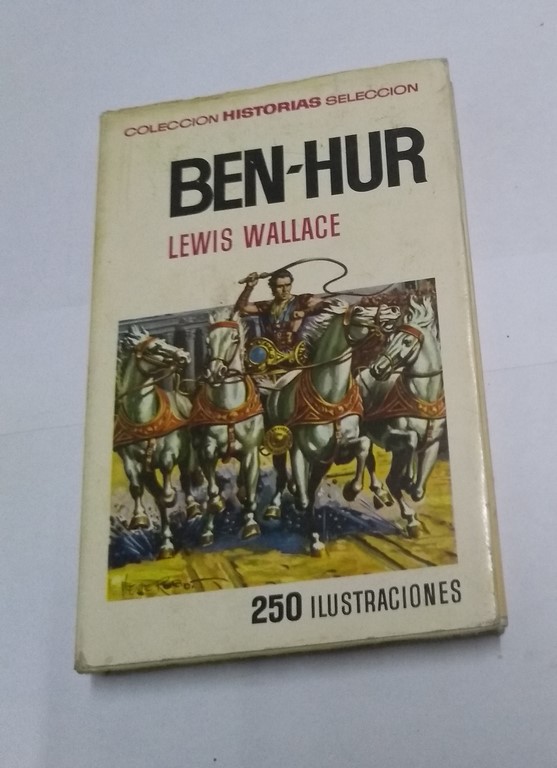 COLECCION HISTORIAS SELECCION
BEN-HUR
LEWIS WALLACE
250 ILUSTRACIONES